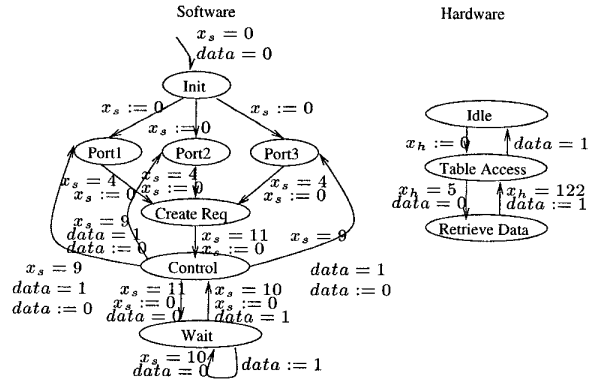 Software
Hardware
x_s = 0
data = 0
Init
x_s := 0
x_s := 0
x_s := 0
Idle
x_h := 0
data = 1
Port1
Port2
Port3
Table Access
x_s = 4
x_s := 0
x_s = 4
x_s := 0
x_s = 4
x_s := 0
x_h = 5
data = 0
x_h = 122
data := 1
Create Req
Retrieve Data
x_s = 9
data = 1
data := 0
x_s = 11
x_s := 0
x_s = 9
Control
x_s = 9
data = 1
data := 0
data = 1
data := 0
x_s = 11
x_s := 0
data = 0
x_s = 10
x_s := 0
data = 1
Wait
x_s = 10
data = 0
data := 1